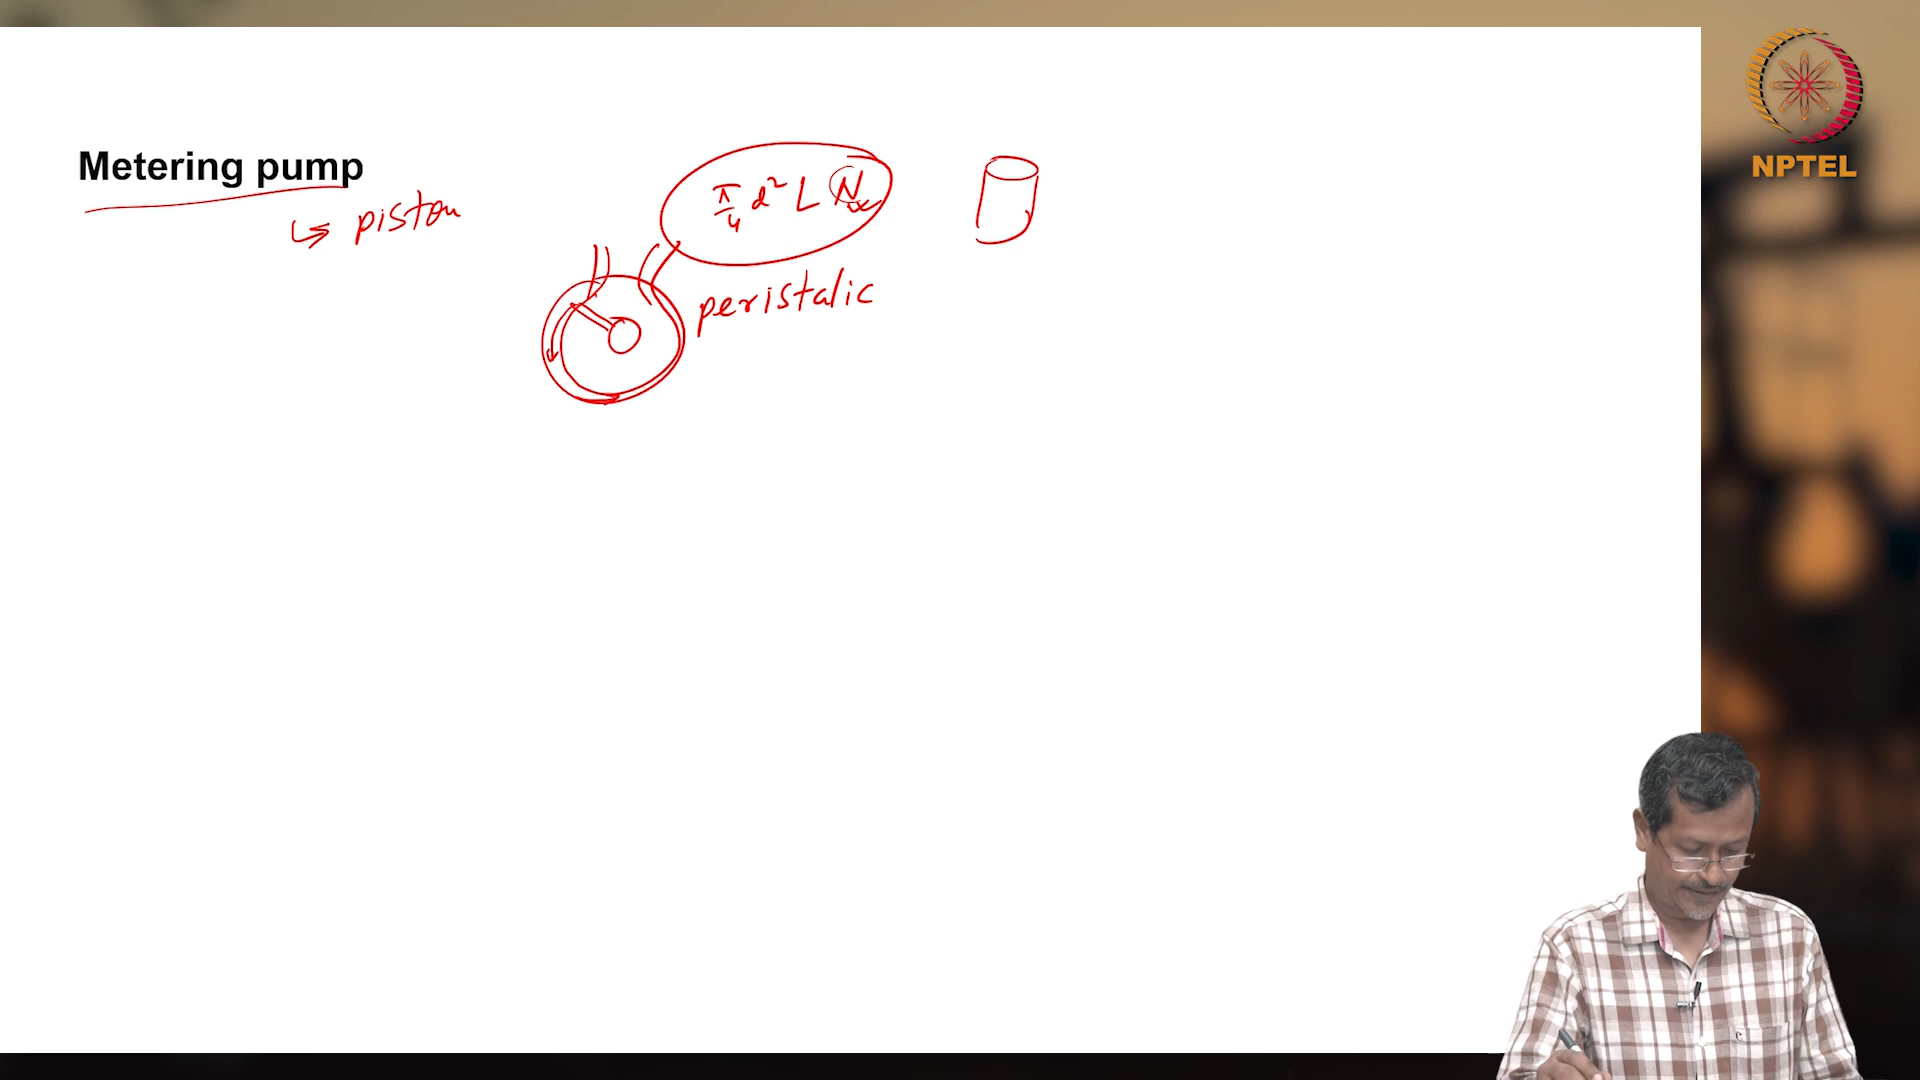 Metering pump
↳ piston
π/4 d² L N
peristalic
NPTEL